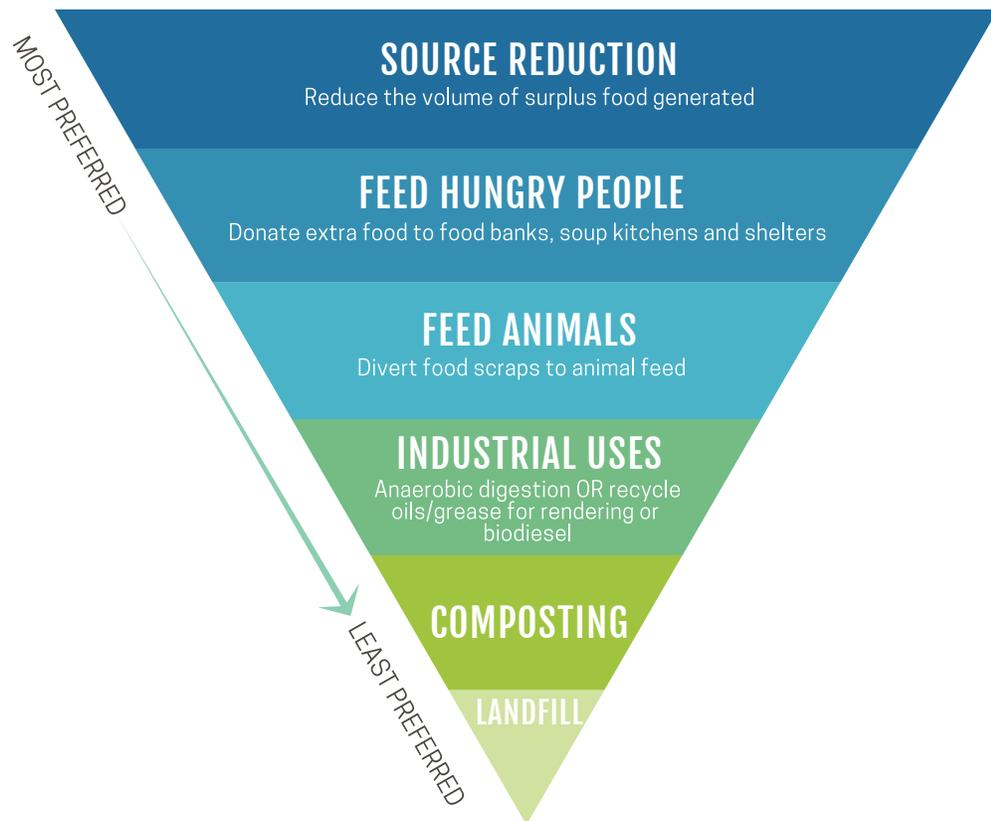 MOST PREFERRED
SOURCE REDUCTION
Reduce the volume of surplus food generated
FEED HUNGRY PEOPLE
Donate extra food to food banks, soup kitchens and shelters
FEED ANIMALS
Divert food scraps to animal feed
INDUSTRIAL USES
Anaerobic digestion OR recycle
oils/grease for rendering or
biodiesel
COMPOSTING
LANDFILL
LEAST PREFERRED